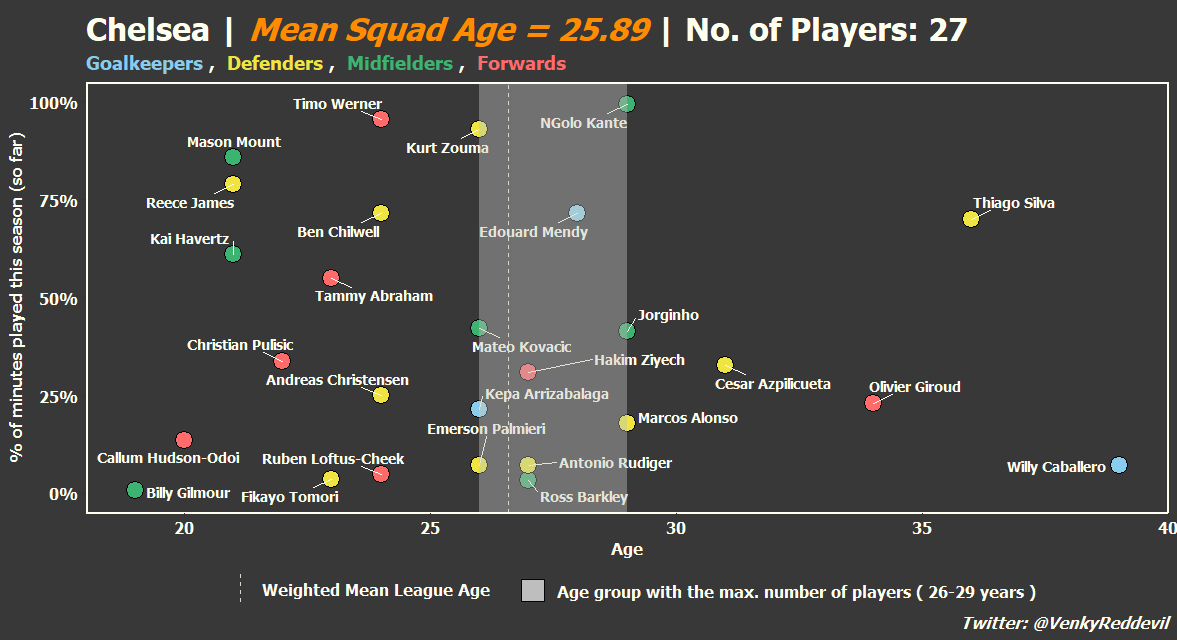 Chelsea | Mean Squad Age = 25.89 | No. of Players: 27
Goalkeepers , Defenders , Midfielders , Forwards
% of minutes played this season (so far)
100%
75%
50%
25%
0%
Timo Werner
NGolo Kante
Mason Mount
Kurt Zouma
Reece James
Thiago Silva
Ben Chilwell
Edouard Mendy
Kai Havertz
Tammy Abraham
Jorginho
Christian Pulisic
Mateo Kovacic
Hakim Ziyech
Andreas Christensen
Cesar Azpilicueta
Olivier Giroud
Kepa Arrizabalaga
Marcos Alonso
Emerson Palmieri
Callum Hudson-Odoi
Ruben Loftus-Cheek
Antonio Rudiger
Willy Caballero
Billy Gilmour
Fikayo Tomori
Ross Barkley
20
25
30
35
40
Age
Weighted Mean League Age
Age group with the max. number of players ( 26-29 years )
Twitter: @VenkyReddevil